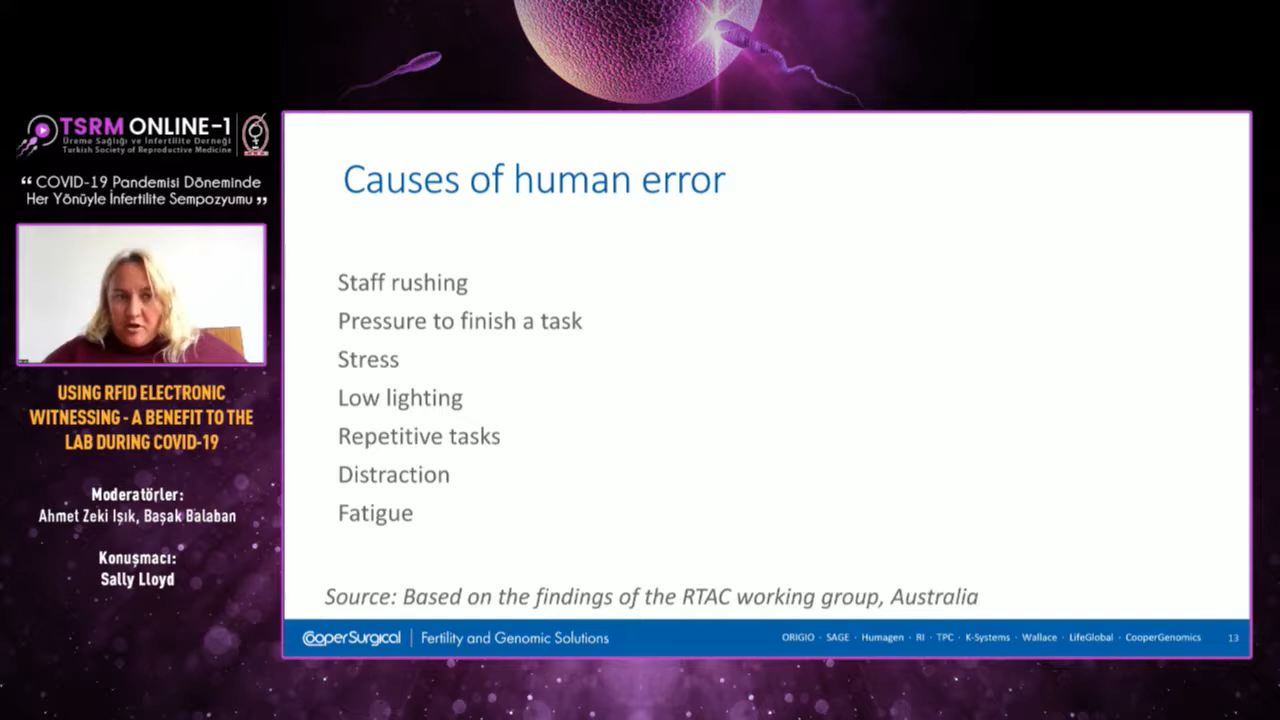 TSRM ONLINE-1
Üreme Sağlığı ve İnfertilite Derneği
Turkish Society of Reproductive Medicine
“ COVID-19 Pandemisi Döneminde
Her Yönüyle İnfertilite Sempozyumu ”
USING RFID ELECTRONIC
WITNESSING - A BENEFIT TO THE
LAB DURING COVID-19
Moderatörler:
Ahmet Zeki Işık, Başak Balaban
Konuşmacı:
Sally Lloyd
Causes of human error
Staff rushing
Pressure to finish a task
Stress
Low lighting
Repetitive tasks
Distraction
Fatigue
Source: Based on the findings of the RTAC working group, Australia
CooperSurgical | Fertility and Genomic Solutions
ORIGIO · SAGE · Humagen · RI · TPC · K-Systems · Wallace · LifeGlobal · CooperGenomics 13